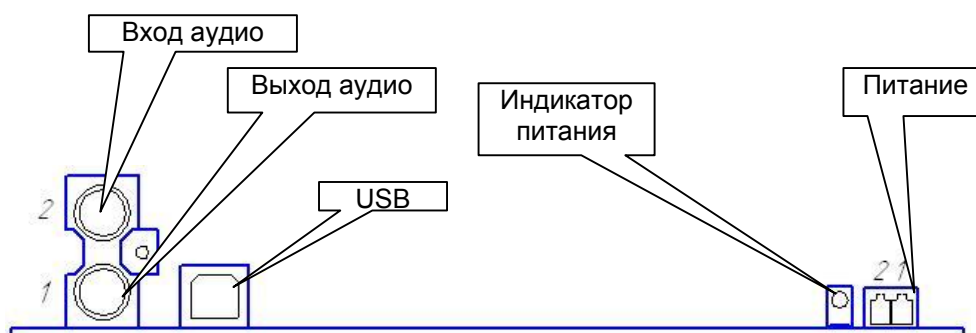 Вход аудио
Выход аудио
Индикатор
питания
Питание
USB
2
1
2 1